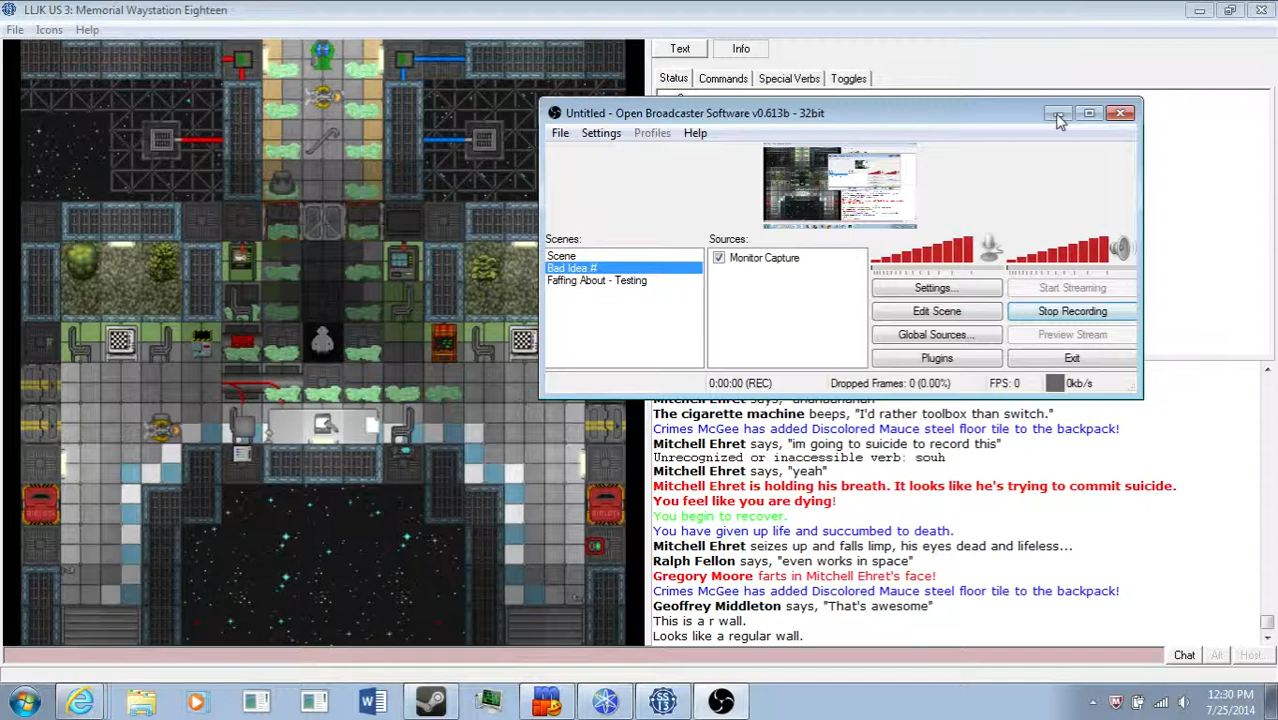 LLJK US 3: Memorial Waystation Eighteen
File Icons Help
Text Info
Status Commands Special Verbs Toggles
Untitled - Open Broadcaster Software v0.613b - 32bit
File Settings Profiles Help
Scenes: Sources:
Scene
Bad Idea #
Faffing About - Testing
Monitor Capture
Settings... Start Streaming
Edit Scene Stop Recording
Global Sources... Preview Stream
Plugins Exit
0:00:00 (REC) Dropped Frames: 0 (0.00%) FPS: 0 0kb/s
The cigarette machine beeps, "I'd rather toolbox than switch."
Crimes McGee has added Discolored Mauce steel floor tile to the backpack!
Mitchell Ehret says, "im going to suicide to record this"
Unrecognized or inaccessible verb: souh
Mitchell Ehret says, "yeah"
Mitchell Ehret is holding his breath. It looks like he's trying to commit suicide.
You feel like you are dying!
You begin to recover.
You have given up life and succumbed to death.
Mitchell Ehret seizes up and falls limp, his eyes dead and lifeless...
Ralph Fellon says, "even works in space"
Gregory Moore farts in Mitchell Ehret's face!
Crimes McGee has added Discolored Mauce steel floor tile to the backpack!
Geoffrey Middleton says, "That's awesome"
This is a r wall.
Looks like a regular wall.
Chat Alt Host...
12:30 PM
7/25/2014